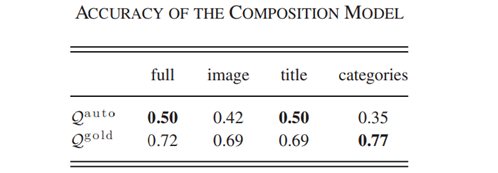 ACCURACY OF THE COMPOSITION MODEL
full image title categories
Qauto 0.50 0.42 0.50 0.35
Qgold 0.72 0.69 0.69 0.77